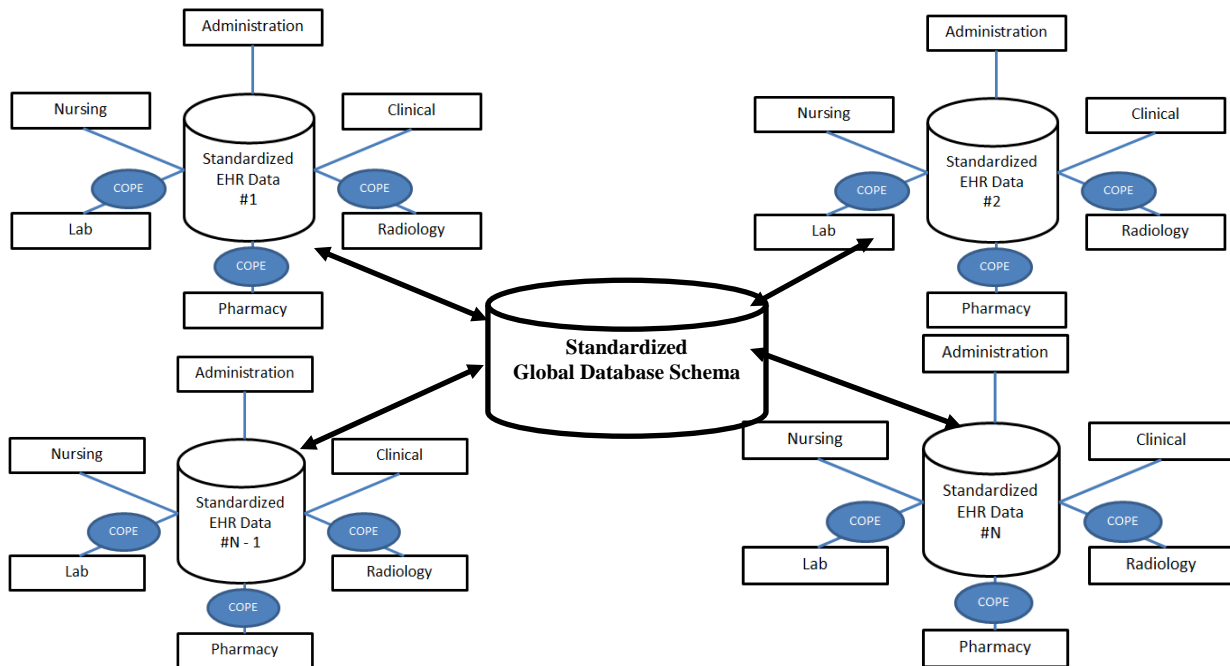 Administration
Nursing
Clinical
Standardized
EHR Data
#1
COPE
COPE
Lab
Radiology
COPE
Pharmacy
Administration
Nursing
Clinical
Standardized
EHR Data
#2
COPE
COPE
Lab
Radiology
COPE
Pharmacy
Standardized
Global Database Schema
Administration
Nursing
Clinical
Standardized
EHR Data
#N - 1
COPE
COPE
Lab
Radiology
COPE
Pharmacy
Administration
Nursing
Clinical
Standardized
EHR Data
#N
COPE
COPE
Lab
Radiology
COPE
Pharmacy